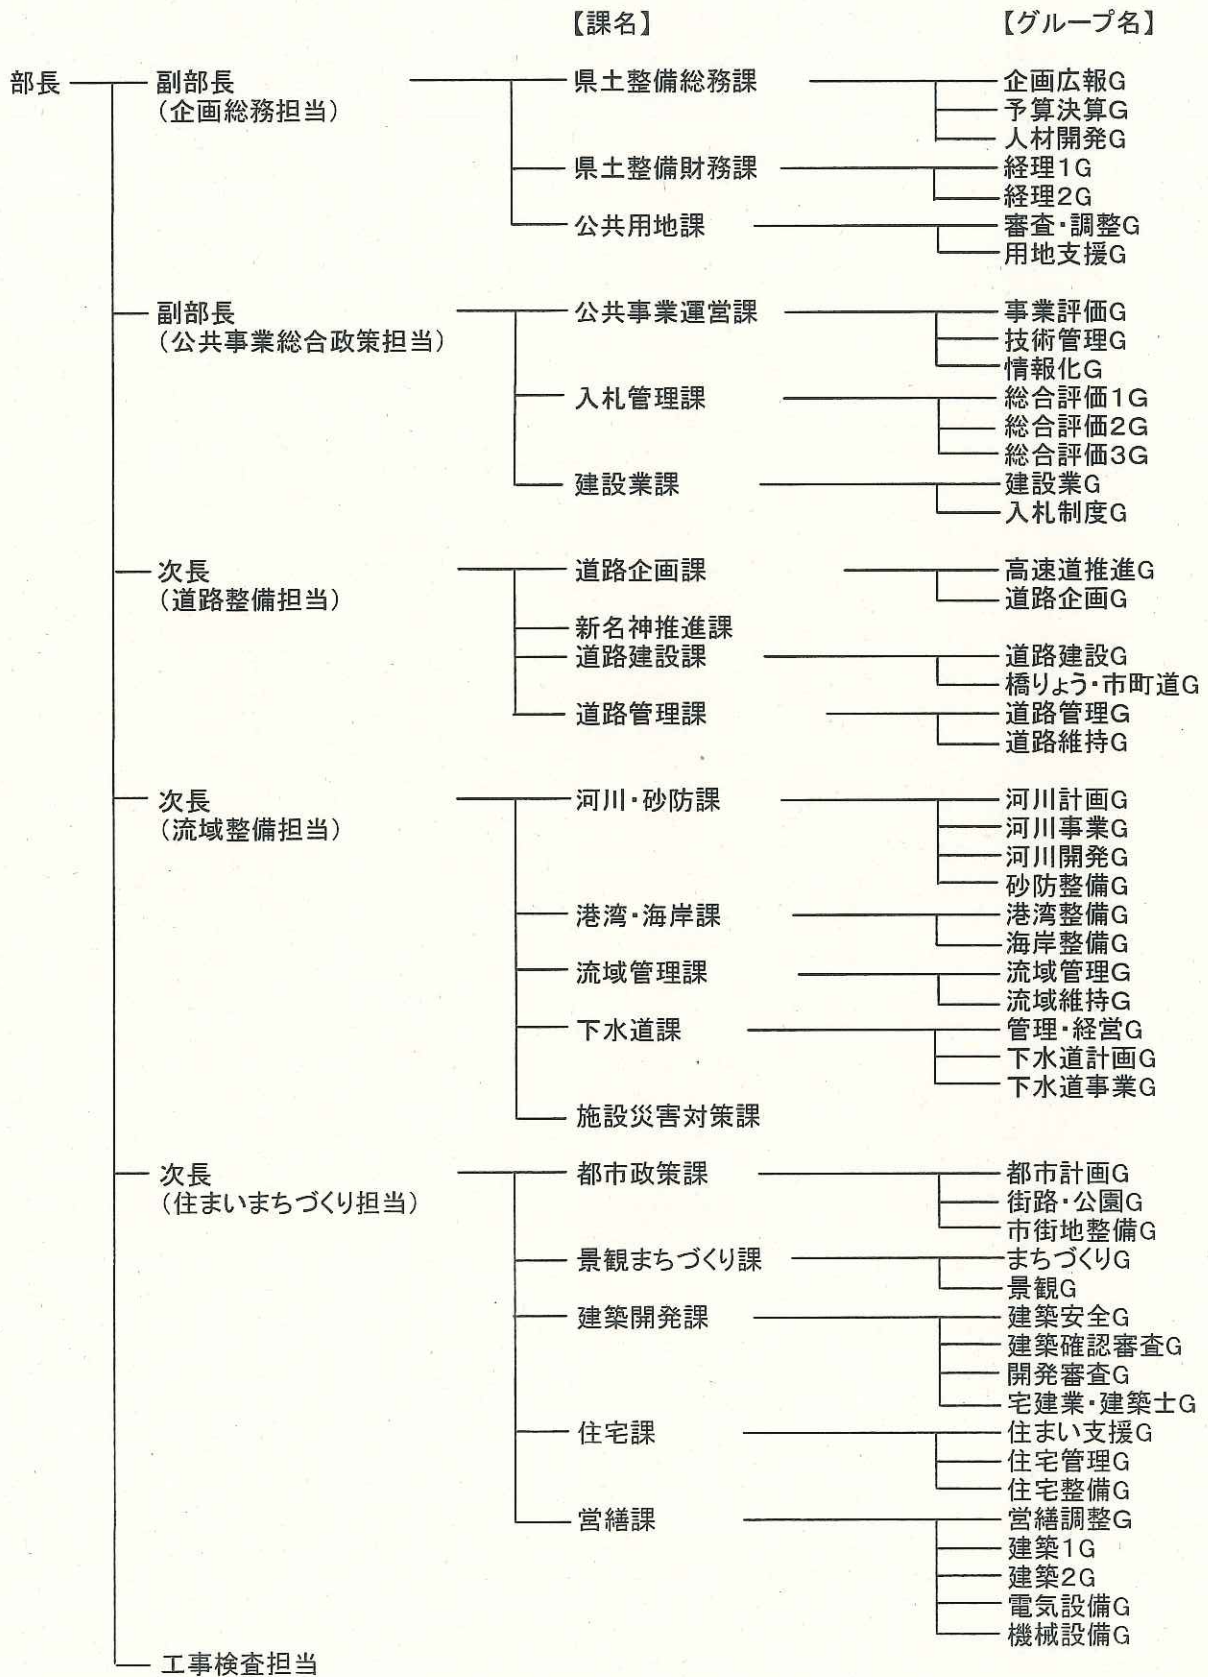 【課名】 【グループ名】
部長 副部長 県土整備総務課 企画広報G
（企画総務担当） 予算決算G
人材開発G
県土整備財務課 経理1G
経理2G
公共用地課 審査・調整G
用地支援G
副部長 公共事業運営課 事業評価G
（公共事業総合政策担当） 技術管理G
情報化G
入札管理課 総合評価1G
総合評価2G
総合評価3G
建設業課 建設業G
入札制度G
次長 道路企画課 高速道推進G
（道路整備担当） 道路企画G
新名神推進課
道路建設課 道路建設G
橋りょう・市町道G
道路管理課 道路管理G
道路維持G
次長 河川・砂防課 河川計画G
（流域整備担当） 河川事業G
河川開発G
砂防整備G
港湾・海岸課 港湾整備G
海岸整備G
流域管理課 流域管理G
流域維持G
下水道課 管理・経営G
下水道計画G
下水道事業G
施設災害対策課
次長 都市政策課 都市計画G
（住まいまちづくり担当） 街路・公園G
市街地整備G
景観まちづくり課 まちづくりG
景観G
建築開発課 建築安全G
建築確認審査G
開発審査G
宅建業・建築士G
住宅課 住まい支援G
住宅管理G
住宅整備G
営繕課 営繕調整G
建築1G
建築2G
電気設備G
機械設備G
工事検査担当